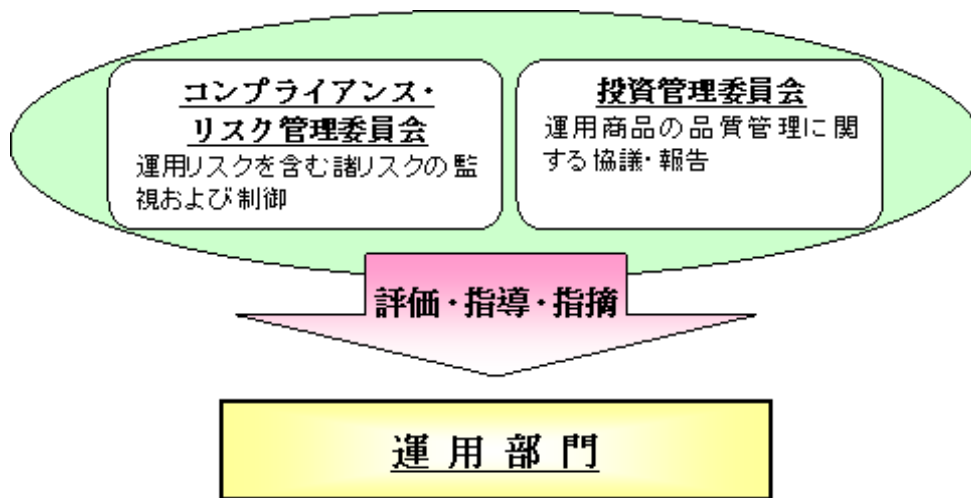 コンプライアンス・
リスク管理委員会
運用リスクを含む諸リスクの監
視および制御
投資管理委員会
運用商品の品質管理に関
する協議・報告
評価・指導・指摘
運用部門